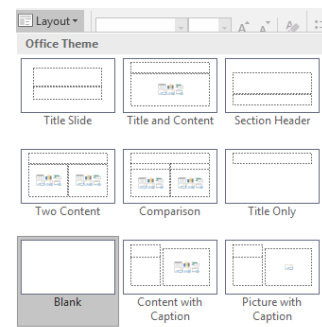 Layout
Office Theme
Title Slide
Title and Content
Section Header
Two Content
Comparison
Title Only
Blank
Content with
Caption
Picture with
Caption